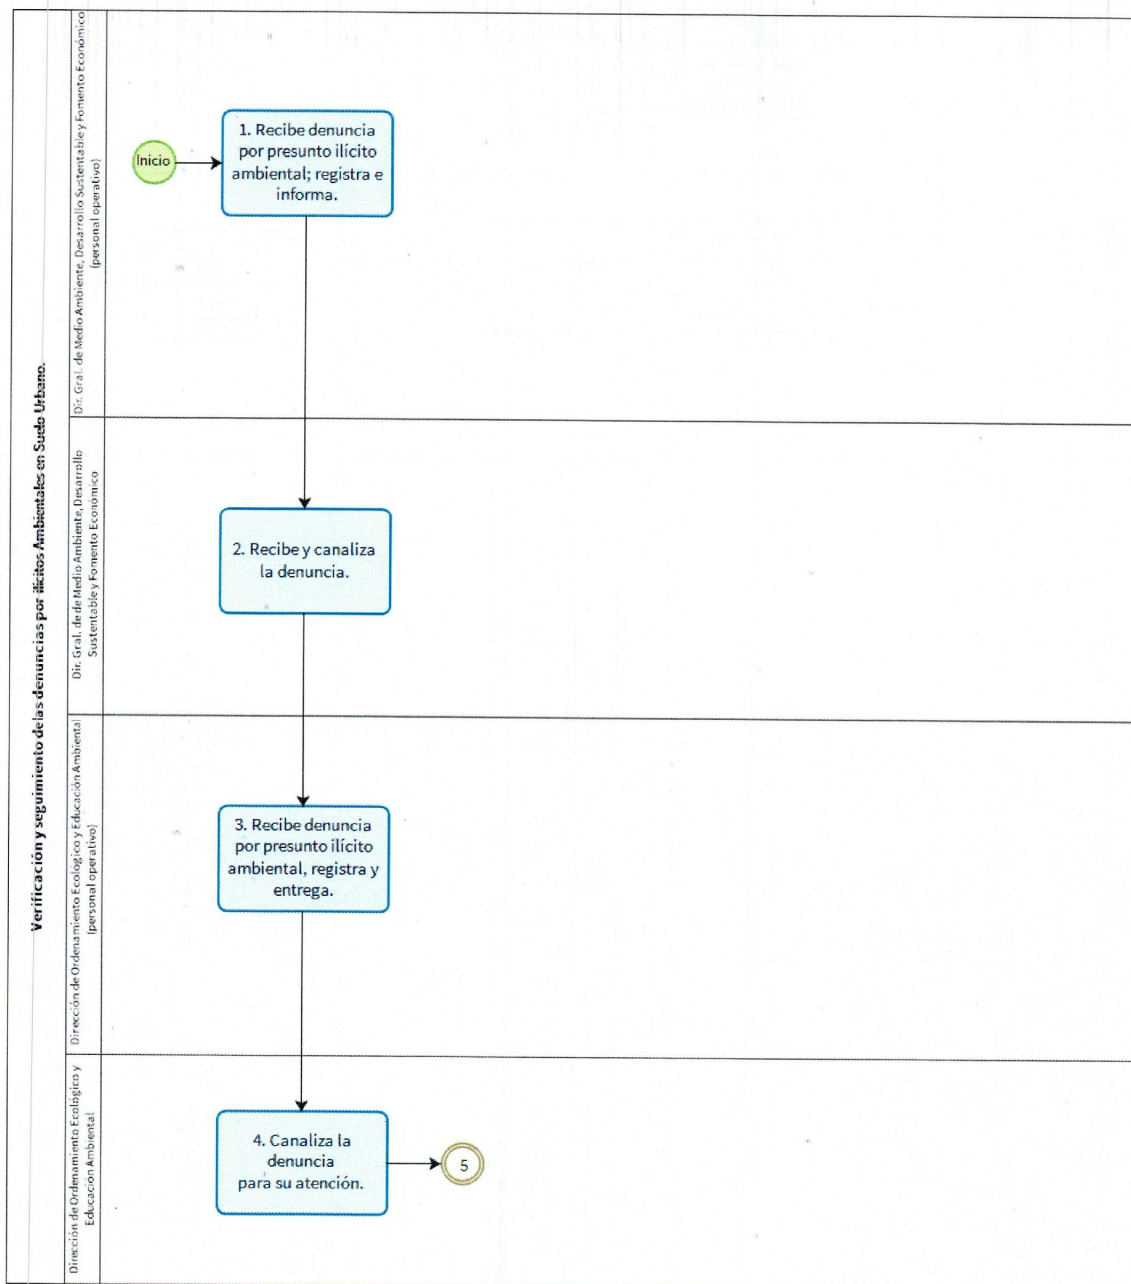 Verificación y seguimiento delas denuncias por ilícitos Ambientales en Suelo Urbano.
Dir. Gral. de Medio Ambiente, Desarrollo Sustentable y Fomento Económico
(personal operativo)
Inicio
1. Recibe denuncia
por presunto ilícito
ambiental; registra e
informa.
Dir. Gral. de de Medio Ambiente, Desarrollo
Sustentable y Fomento Económico
2. Recibe y canaliza
la denuncia.
Dirección de Ordenamiento Ecológico y Educación Ambiental
(personal operativo)
3. Recibe denuncia
por presunto ilícito
ambiental, registra y
entrega.
Dirección de Ordenamiento Ecológico y
Educación Ambiental
4. Canaliza la
denuncia
para su atención.
5